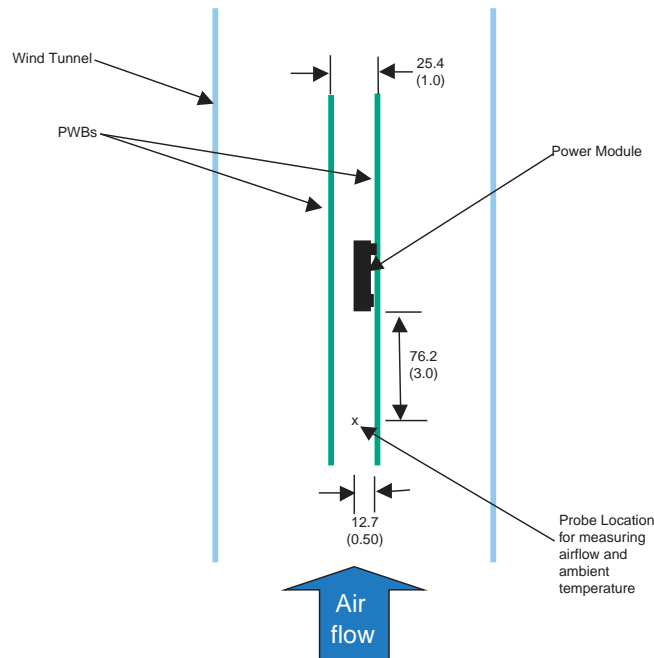 Wind Tunnel
25.4
(1.0)
PWBs
Power Module
76.2
(3.0)
x
12.7
(0.50)
Probe Location
for measuring
airflow and
ambient
temperature
Air
flow